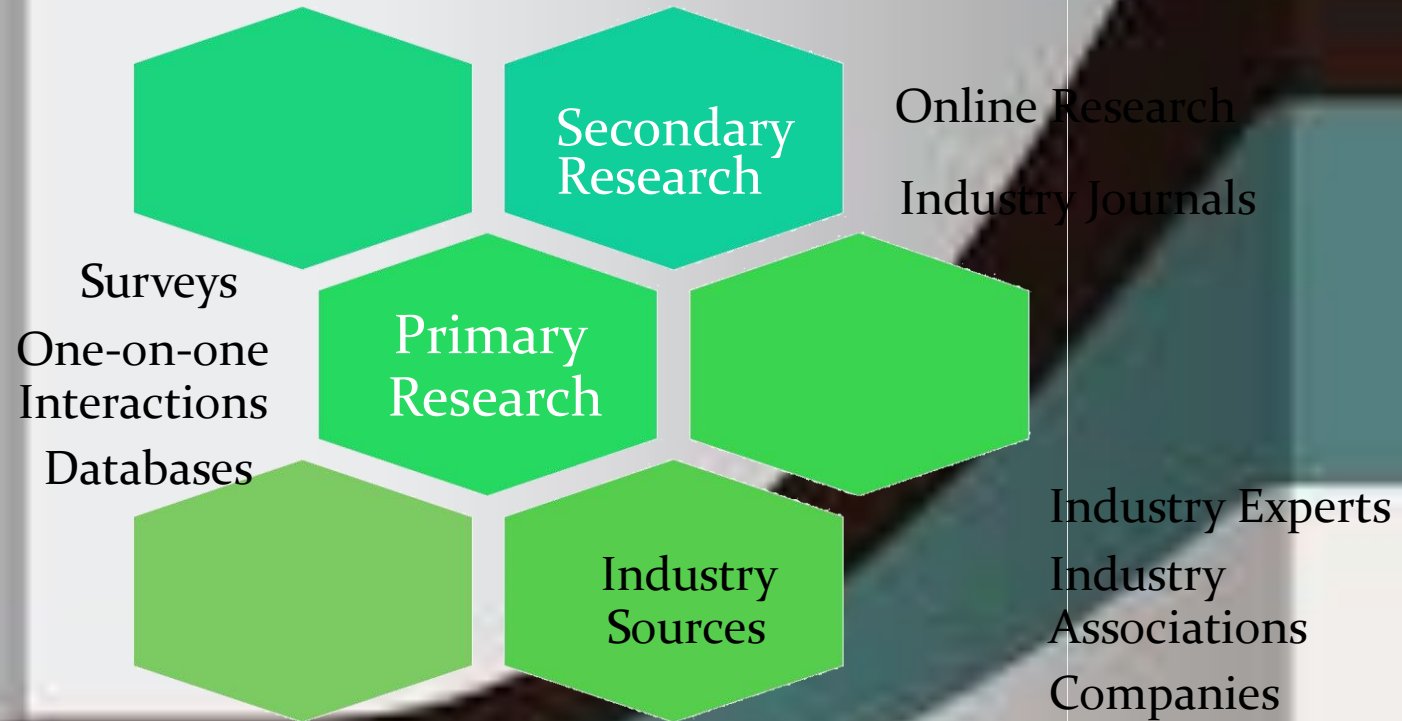 Secondary
Research
Online Research
Industry Journals
Surveys
One-on-one
Interactions
Databases
Primary
Research
Industry
Sources
Industry Experts
Industry
Associations
Companies